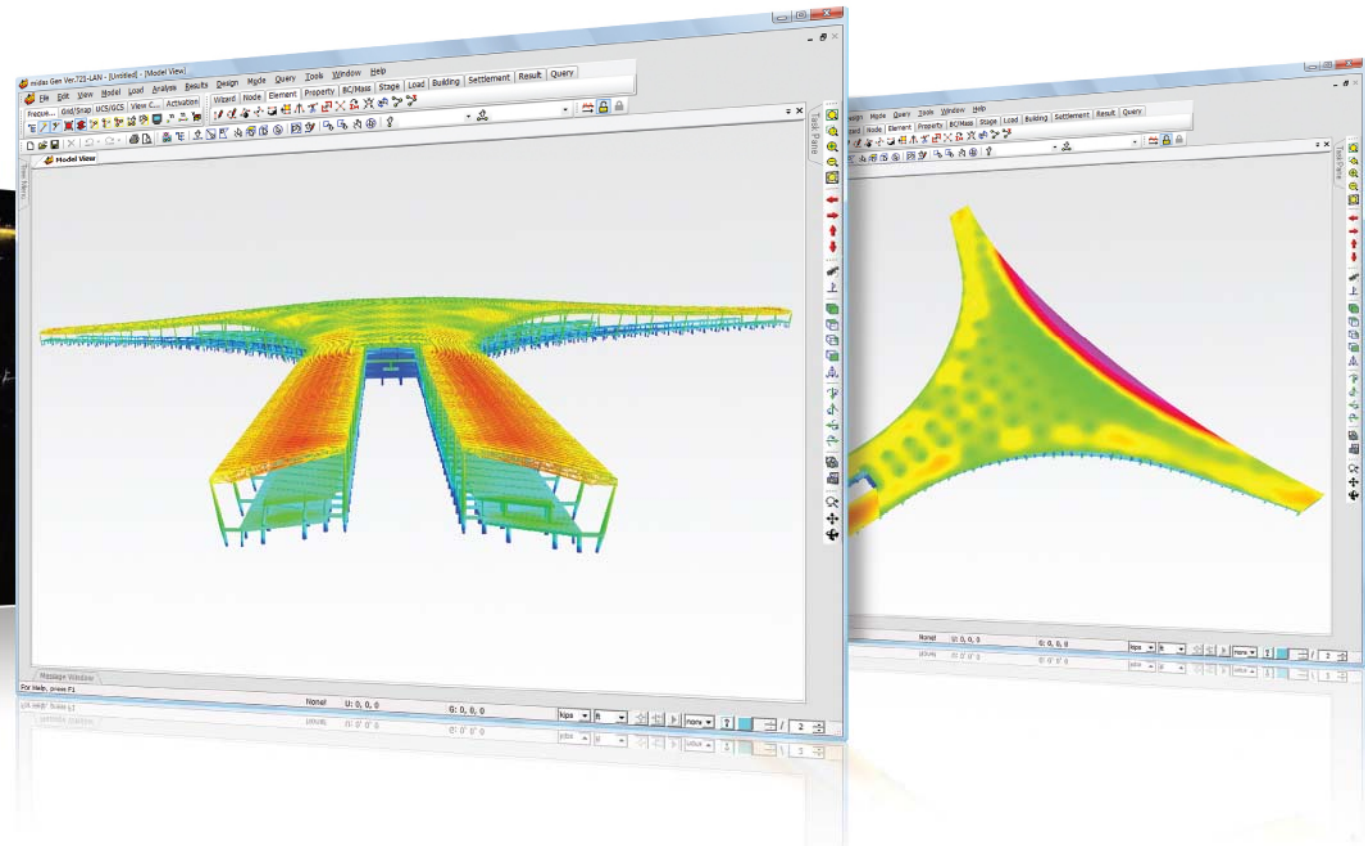 midas Gen Ver.721-LAN - [Untitled] - [Model View]
File Edit View Model Load Analysis Results Design Mode Query Tools Window Help
Freque... Grid/Snap UCS/GCS View C... Activation Wizard Node Element Property BC/Mass Stage Load Building Settlement Result Query
Model View
Tree Menu
Task Pane
Message Window
For Help, press F1
None! U: 0, 0, 0 G: 0, 0, 0 kips ft none ? / 2
Design Mode Query Tools Window Help
Node Element Property BC/Mass Stage Load Building Settlement Result Query
Task Pane
None! U: 0, 0, 0 G: 0, 0, 0 kips ft none ? / 2